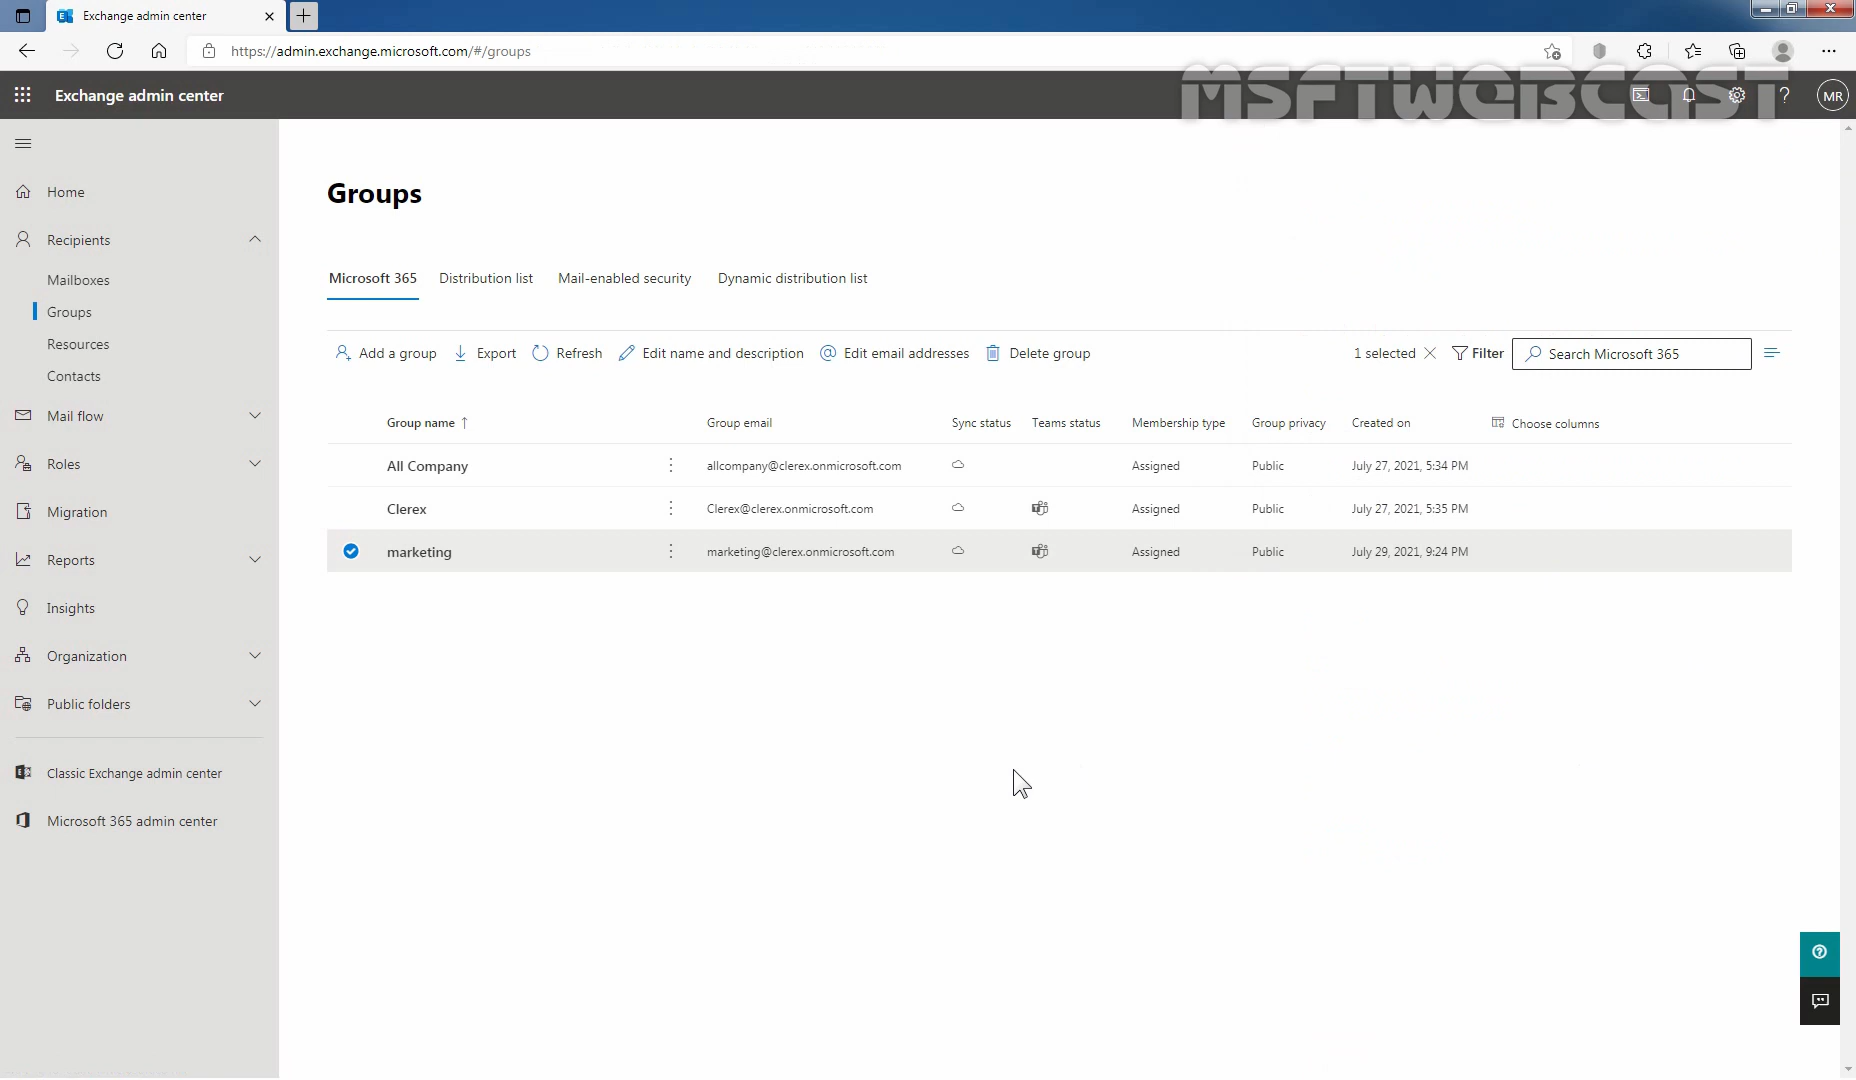 Exchange admin center
https://admin.exchange.microsoft.com/#/groups
Exchange admin center
MSFTWEBCAST
MR
Home
Recipients
Mailboxes
Groups
Resources
Contacts
Mail flow
Roles
Migration
Reports
Insights
Organization
Public folders
Classic Exchange admin center
Microsoft 365 admin center
Groups
Microsoft 365 Distribution list Mail-enabled security Dynamic distribution list
Add a group Export Refresh Edit name and description Edit email addresses Delete group 1 selected Filter Search Microsoft 365
Group name ↑ Group email Sync status Teams status Membership type Group privacy Created on Choose columns
All Company allcompany@clerex.onmicrosoft.com Assigned Public July 27, 2021, 5:34 PM
Clerex Clerex@clerex.onmicrosoft.com Assigned Public July 27, 2021, 5:35 PM
marketing marketing@clerex.onmicrosoft.com Assigned Public July 29, 2021, 9:24 PM